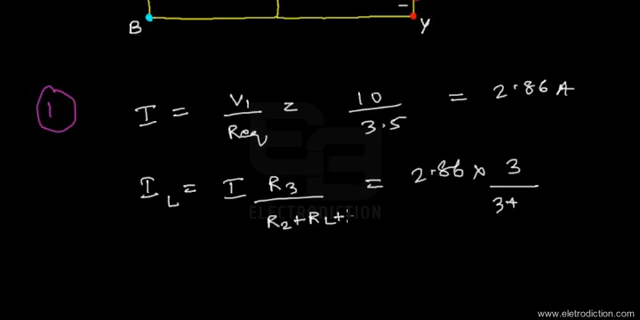 B
Y
1
I = V1 / Req = 10 / 3.5 = 2.86 A
IL = I R3 / R2+RL+ = 2.86 × 3 / 3+
ELECTRODICTION
www.eletrodiction.com